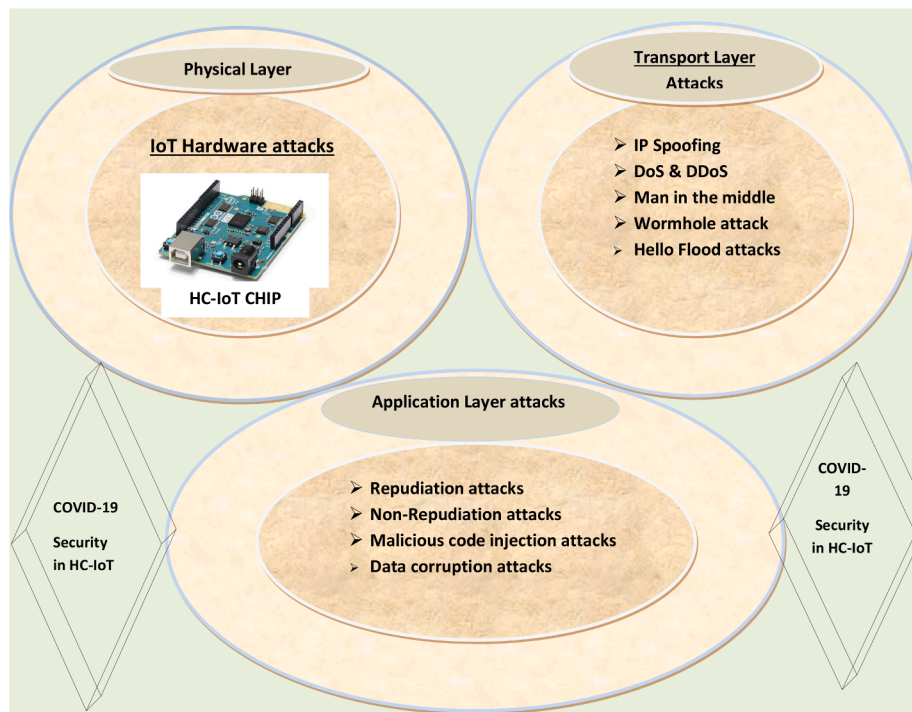 Physical Layer
IoT Hardware attacks
HC-IoT CHIP
Transport Layer
Attacks
➢ IP Spoofing
➢ DoS & DDoS
➢ Man in the middle
➢ Wormhole attack
➢ Hello Flood attacks
Application Layer attacks
➢ Repudiation attacks
➢ Non-Repudiation attacks
➢ Malicious code injection attacks
➢ Data corruption attacks
COVID-19
Security
in HC-IoT
COVID-
19
Security
in HC-IoT